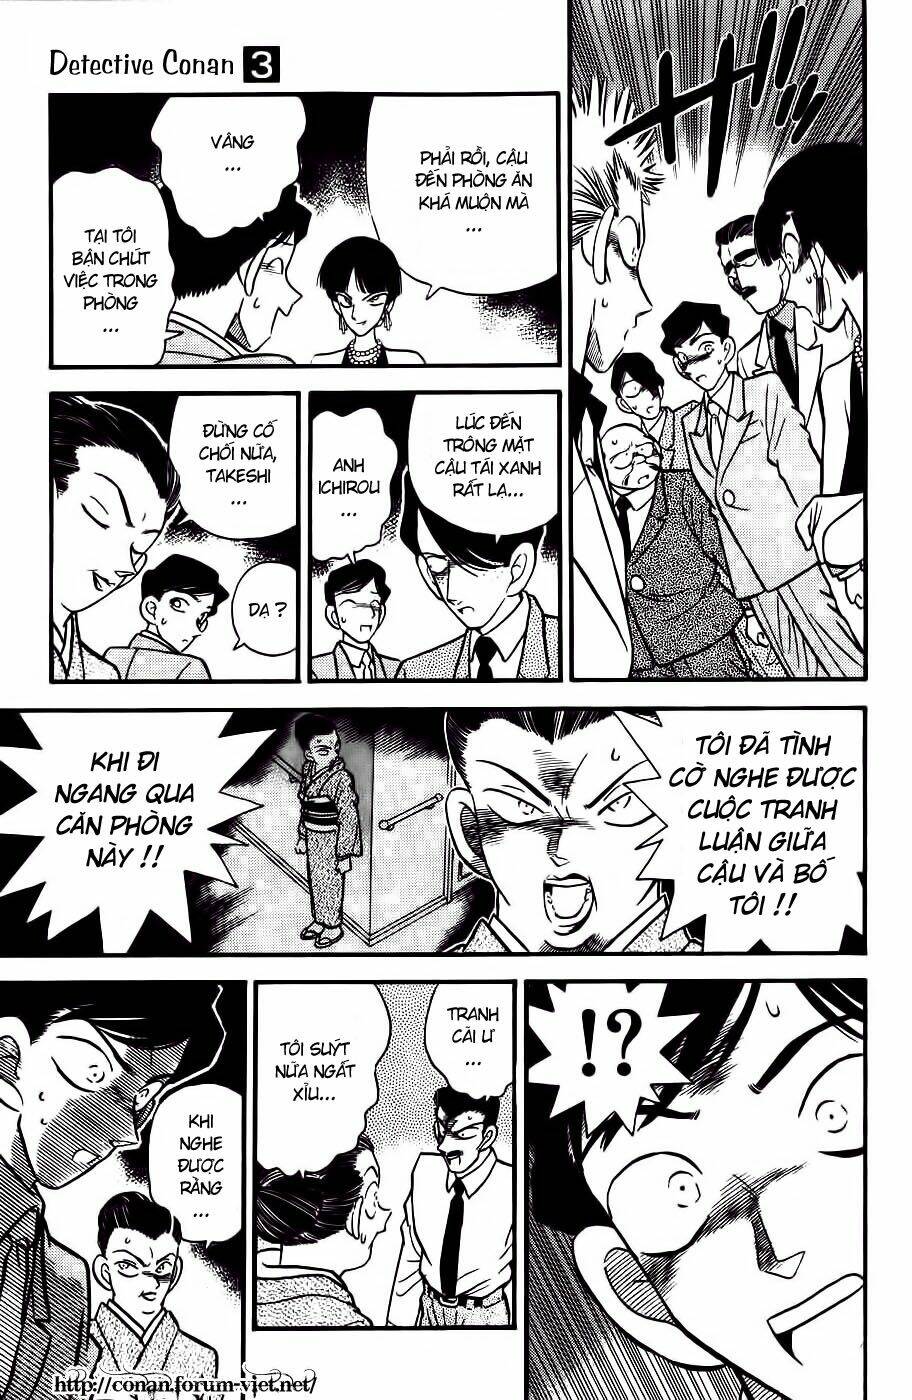 Detective Conan 3
PHẢI RỒI, CẬU
ĐẾN PHÒNG ĂN
KHÁ MUỘN MÀ
...
VÂNG
...
TẠI TÔI
BẬN CHÚT
VIỆC TRONG
PHÒNG
...
LÚC ĐẾN
TRÔNG MẶT
CẬU TÁI XANH
RẤT LẠ...
ANH
ICHIROU
...
ĐỪNG CỐ
CHỐI NỮA,
TAKESHI
...
DẠ ?
TÔI ĐÃ TÌNH
CỜ NGHE ĐƯỢC
CUỘC TRANH
LUẬN GIỮA
CẬU VÀ BỐ
TÔI !!
KHI ĐI
NGANG QUA
CĂN PHÒNG
NÀY !!
!?
TRANH
CÃI Ư
...
TÔI SUÝT
NỮA NGẤT
XỈU...
KHI
NGHE
ĐƯỢC
RẰNG
...
http://conan.forum-viet.net/